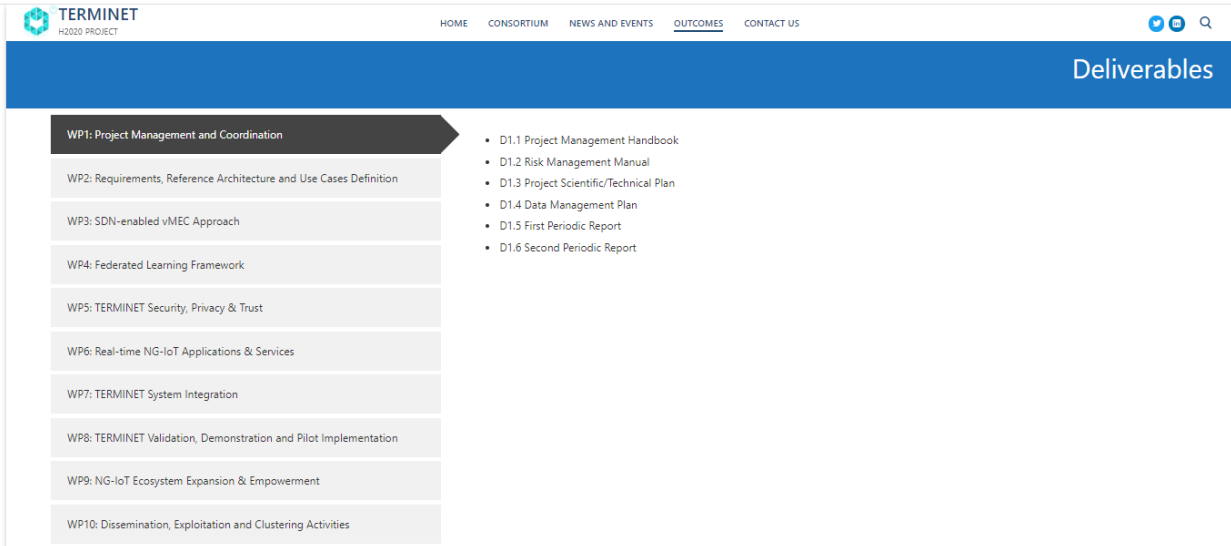 TERMINET
H2020 PROJECT
HOME CONSORTIUM NEWS AND EVENTS OUTCOMES CONTACT US
Deliverables
WP1: Project Management and Coordination
WP2: Requirements, Reference Architecture and Use Cases Definition
WP3: SDN-enabled vMEC Approach
WP4: Federated Learning Framework
WP5: TERMINET Security, Privacy & Trust
WP6: Real-time NG-IoT Applications & Services
WP7: TERMINET System Integration
WP8: TERMINET Validation, Demonstration and Pilot Implementation
WP9: NG-IoT Ecosystem Expansion & Empowerment
WP10: Dissemination, Exploitation and Clustering Activities
• D1.1 Project Management Handbook
• D1.2 Risk Management Manual
• D1.3 Project Scientific/Technical Plan
• D1.4 Data Management Plan
• D1.5 First Periodic Report
• D1.6 Second Periodic Report